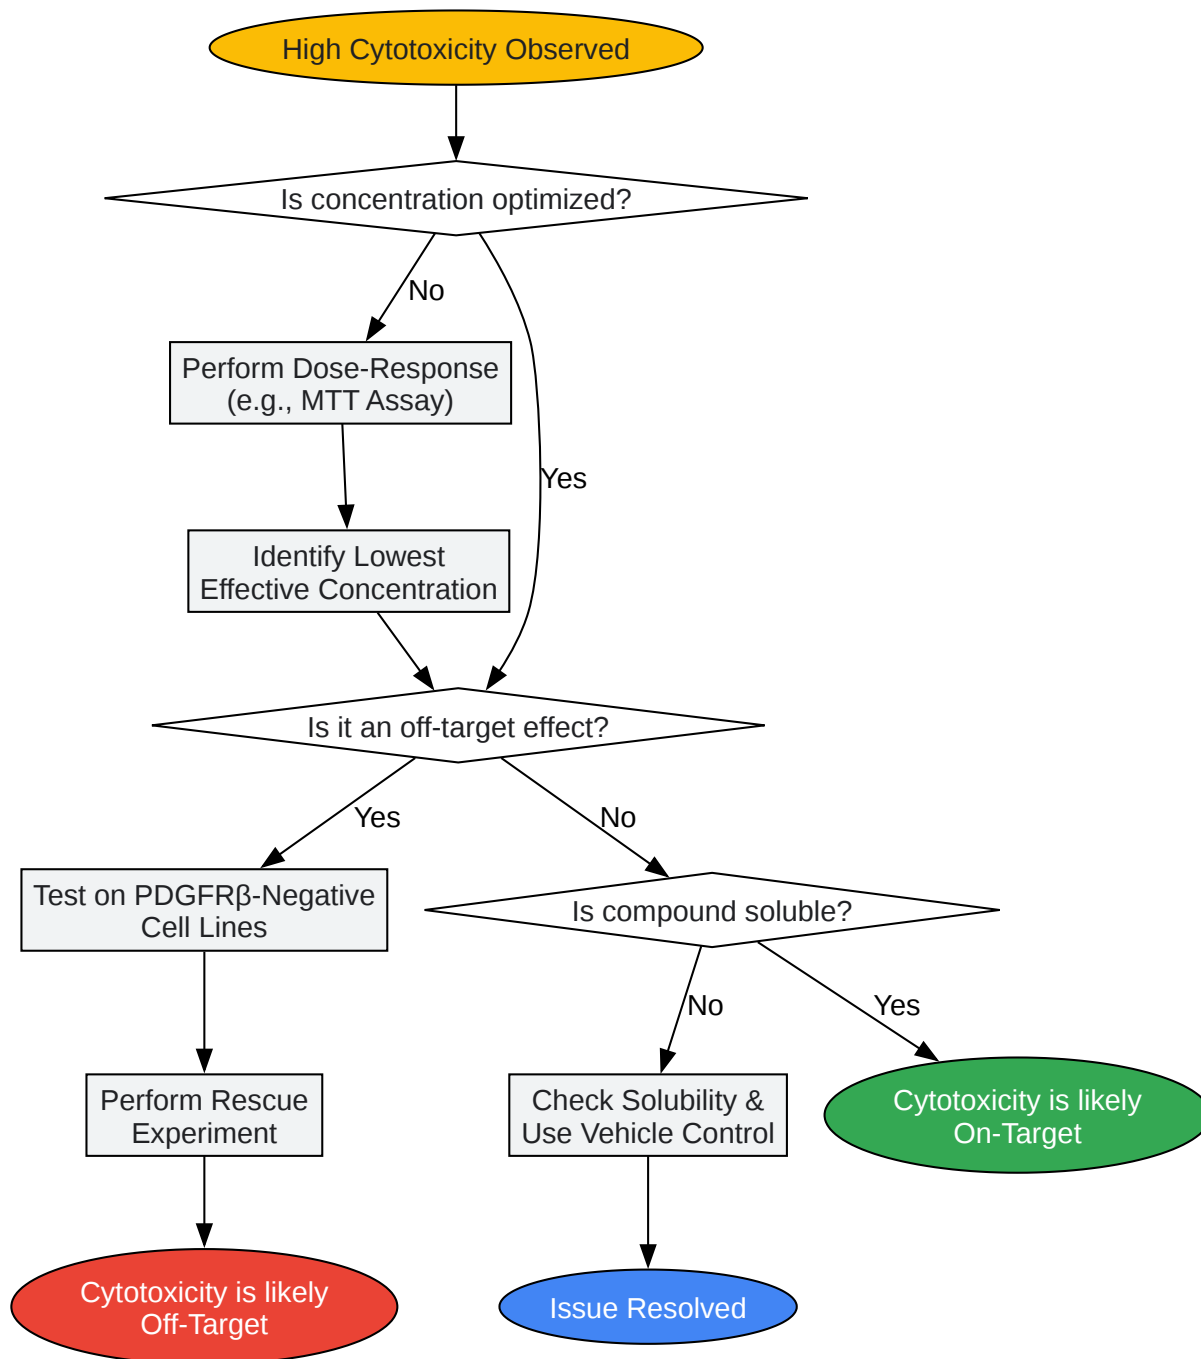 High Cytotoxicity Observed
Is concentration optimized?
No
Perform Dose-Response
(e.g., MTT Assay)
Yes
Identify Lowest
Effective Concentration
Is it an off-target effect?
Yes
No
Test on PDGFRβ-Negative
Cell Lines
Is compound soluble?
No
Yes
Perform Rescue
Experiment
Check Solubility &
Use Vehicle Control
Cytotoxicity is likely
On-Target
Cytotoxicity is likely
Off-Target
Issue Resolved